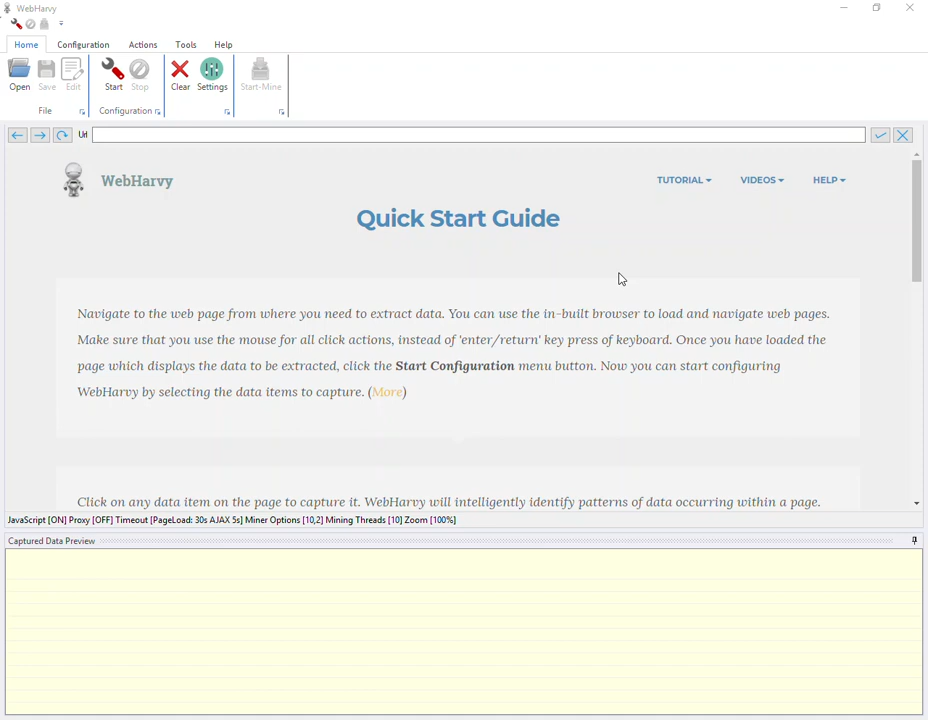 WebHarvy
Home Configuration Actions Tools Help
Open Save Edit Start Stop Clear Settings Start-Mine
File Configuration
Url
WebHarvy TUTORIAL VIDEOS HELP
Quick Start Guide
Navigate to the web page from where you need to extract data. You can use the in-built browser to load and navigate web pages.
Make sure that you use the mouse for all click actions, instead of 'enter/return' key press of keyboard. Once you have loaded the
page which displays the data to be extracted, click the Start Configuration menu button. Now you can start configuring
WebHarvy by selecting the data items to capture. (More)
Click on any data item on the page to capture it. WebHarvy will intelligently identify patterns of data occurring within a page.
JavaScript [ON] Proxy [OFF] Timeout [PageLoad: 30s AJAX 5s] Miner Options [10,2] Mining Threads [10] Zoom [100%]
Captured Data Preview